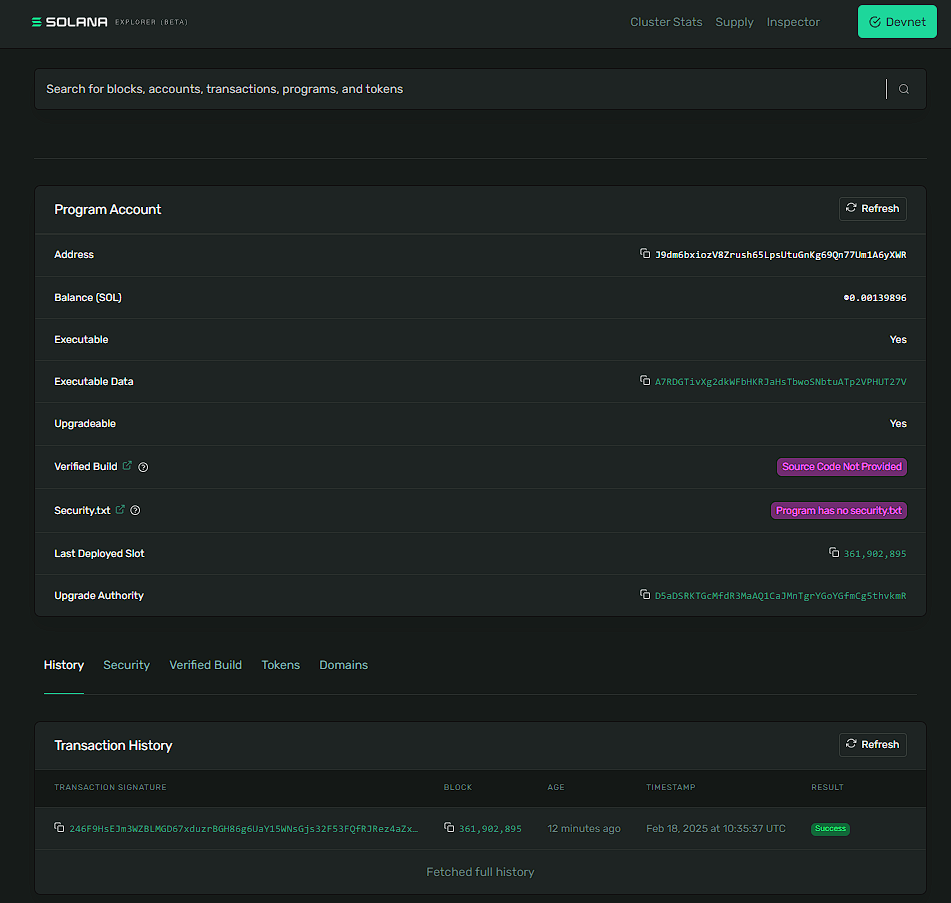 SOLANA EXPLORER (BETA) Cluster Stats Supply Inspector Devnet
Search for blocks, accounts, transactions, programs, and tokens
Program Account Refresh
Address J9dm6bxiozV8Zrush65LpsUtuGnKg69Qn77Um1A6yXWR
Balance (SOL) ◎0.00139896
Executable Yes
Executable Data A7RDGTivXg2dkWFbHKRJaHsTbwoSNbtuATp2VPHUT27V
Upgradeable Yes
Verified Build Source Code Not Provided
Security.txt Program has no security.txt
Last Deployed Slot 361,902,895
Upgrade Authority D5aDSRKTGcMfdR3MaAQ1CaJMnTgrYGoYGfmCg5thvkmR
History Security Verified Build Tokens Domains
Transaction History Refresh
TRANSACTION SIGNATURE BLOCK AGE TIMESTAMP RESULT
246F9HsEJm3WZBLMGD67xduzrBGH86g6UaY15WNsGjs32F53FQfRJRez4aZx… 361,902,895 12 minutes ago Feb 18, 2025 at 10:35:37 UTC Success
Fetched full history